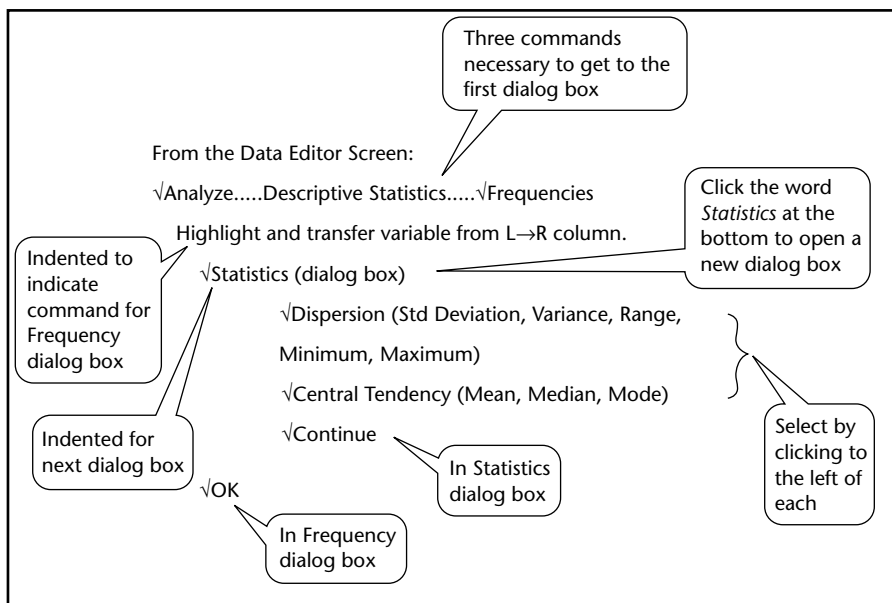 Three commands
necessary to get to the
first dialog box
From the Data Editor Screen:
√Analyze.....Descriptive Statistics.....√Frequencies
Click the word
Statistics at the
bottom to open a
new dialog box
Highlight and transfer variable from L→R column.
Indented to
indicate
command for
Frequency
dialog box
√Statistics (dialog box)
√Dispersion (Std Deviation, Variance, Range,
Minimum, Maximum)
√Central Tendency (Mean, Median, Mode)
Select by
clicking to
the left of
each
Indented for
next dialog box
√Continue
In Statistics
dialog box
√OK
In Frequency
dialog box